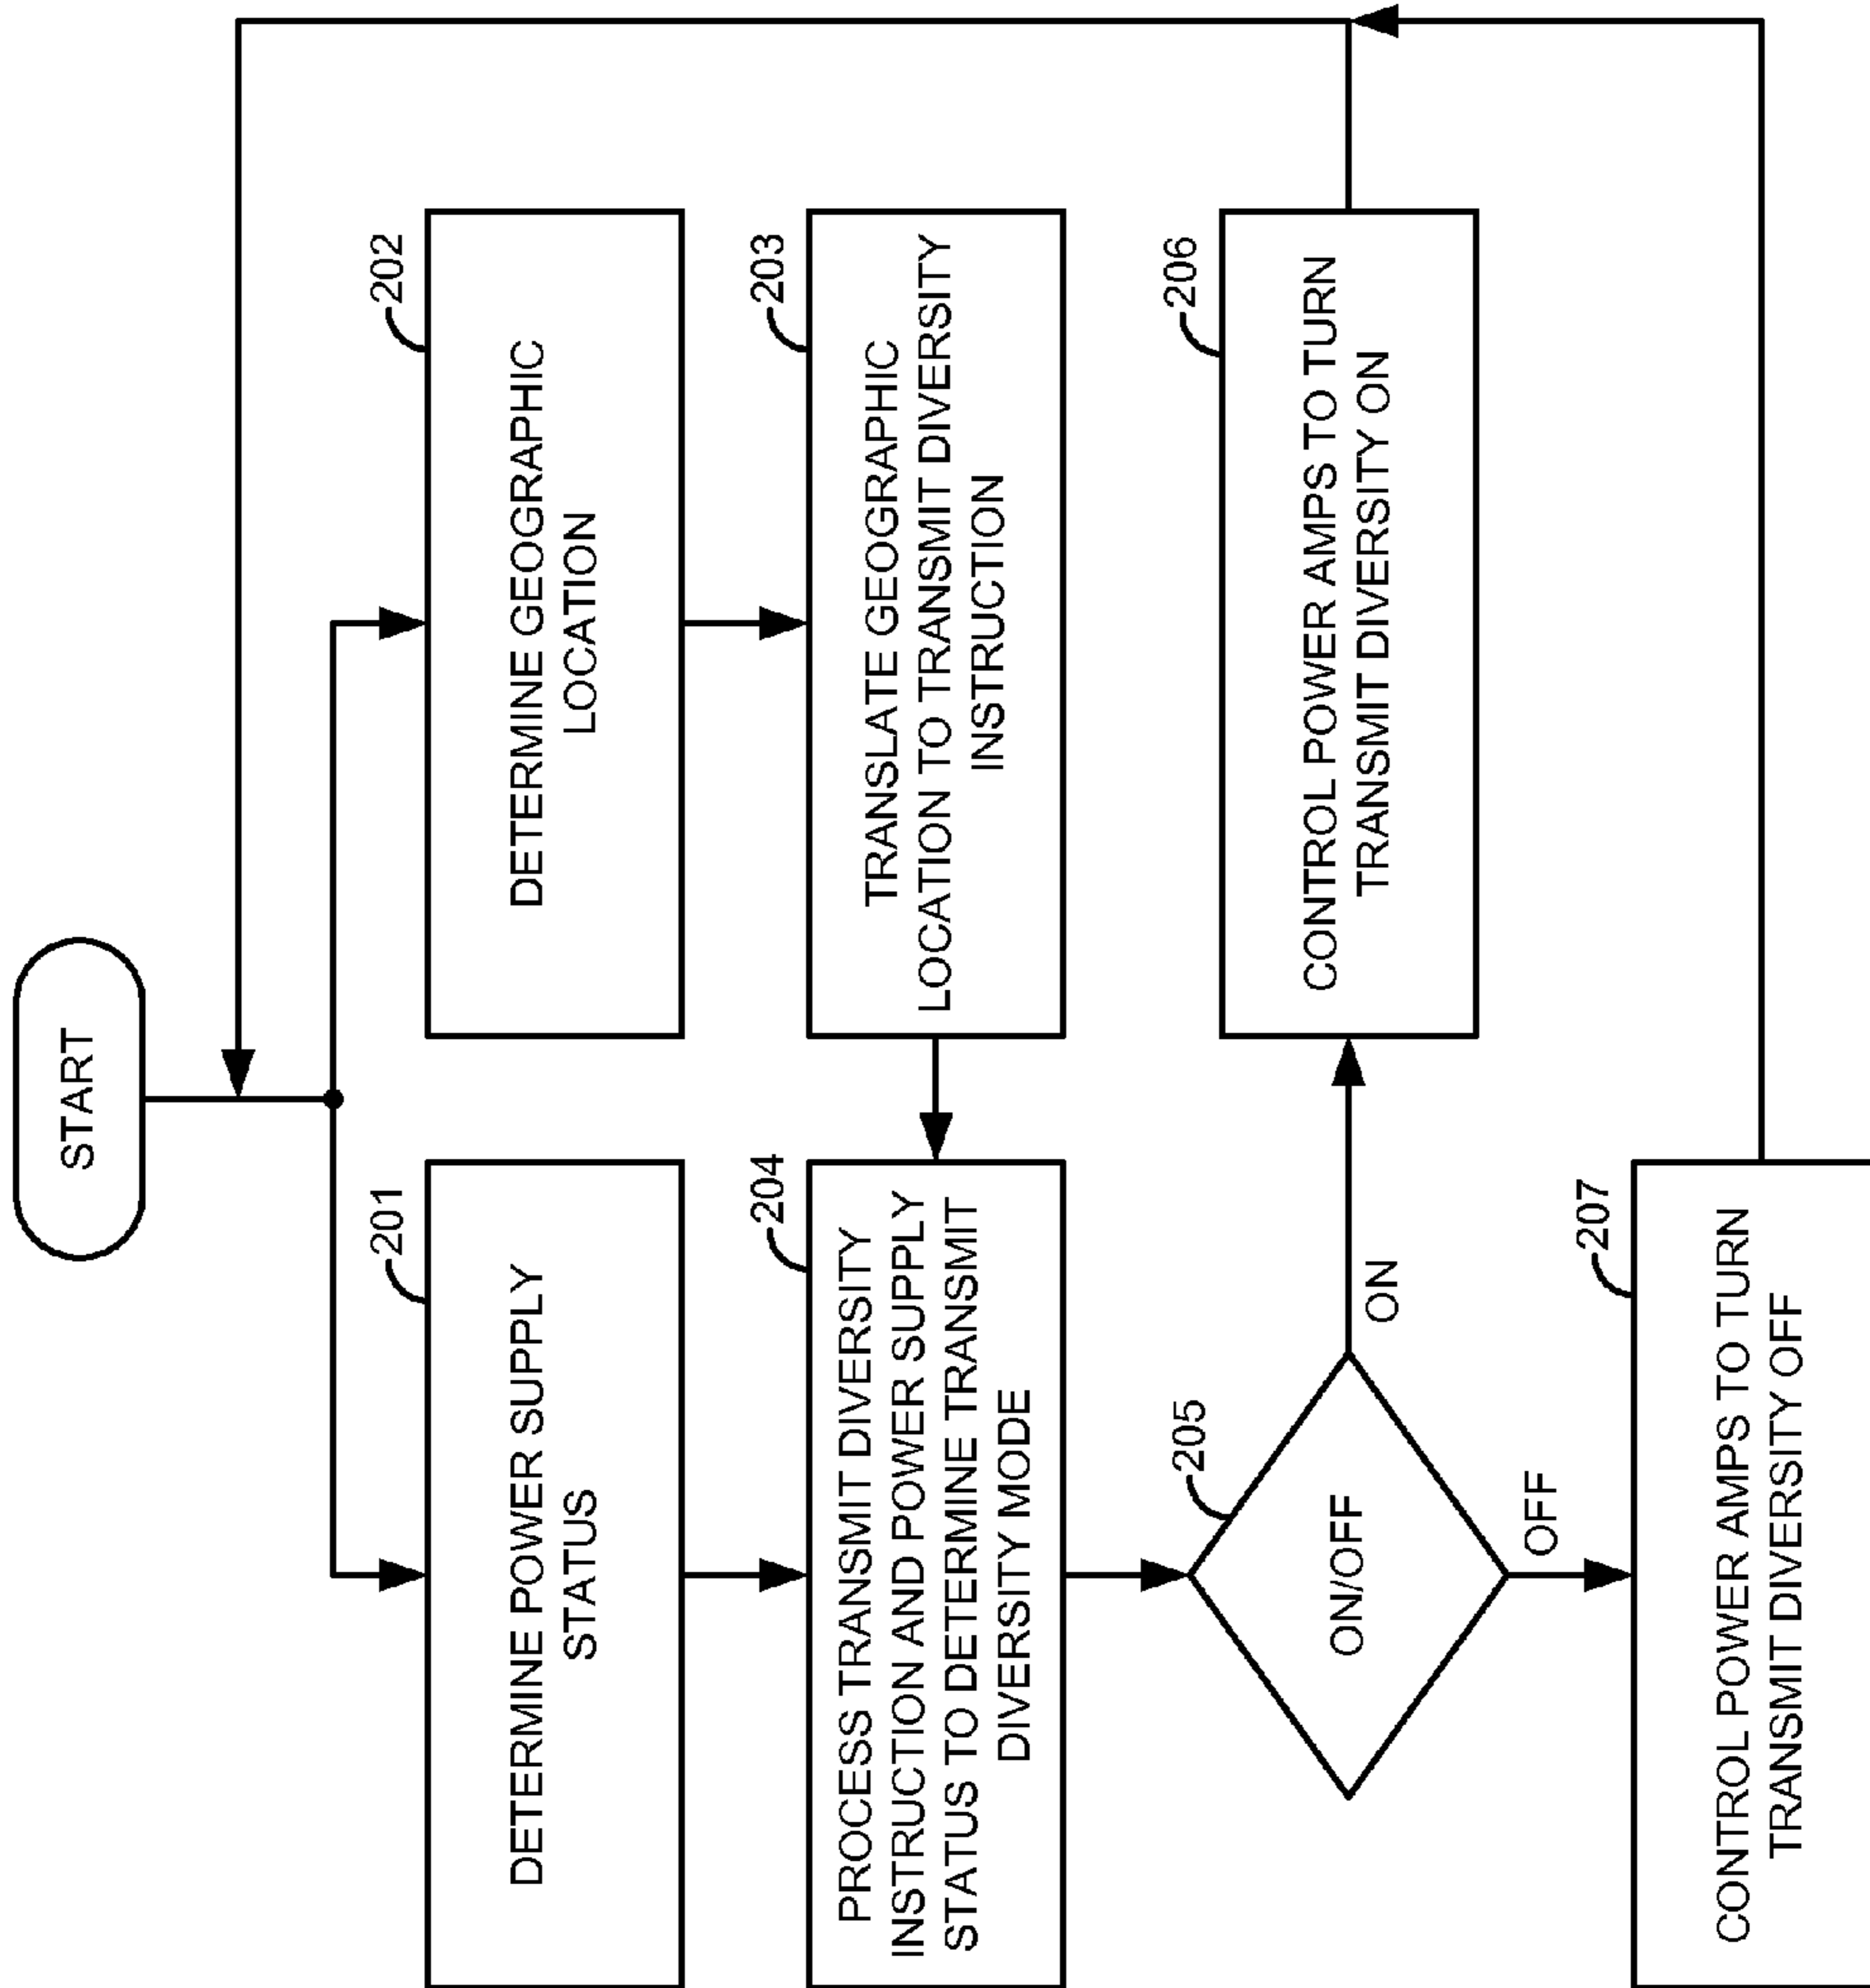 START
201
DETERMINE POWER SUPPLY
STATUS
202
DETERMINE GEOGRAPHIC
LOCATION
203
TRANSLATE GEOGRAPHIC
LOCATION TO TRANSMIT DIVERSITY
INSTRUCTION
204
PROCESS TRANSMIT DIVERSITY
INSTRUCTION AND POWER SUPPLY
STATUS TO DETERMINE TRANSMIT
DIVERSITY MODE
205
ON/OFF
ON
OFF
206
CONTROL POWER AMPS TO TURN
TRANSMIT DIVERSITY ON
207
CONTROL POWER AMPS TO TURN
TRANSMIT DIVERSITY OFF